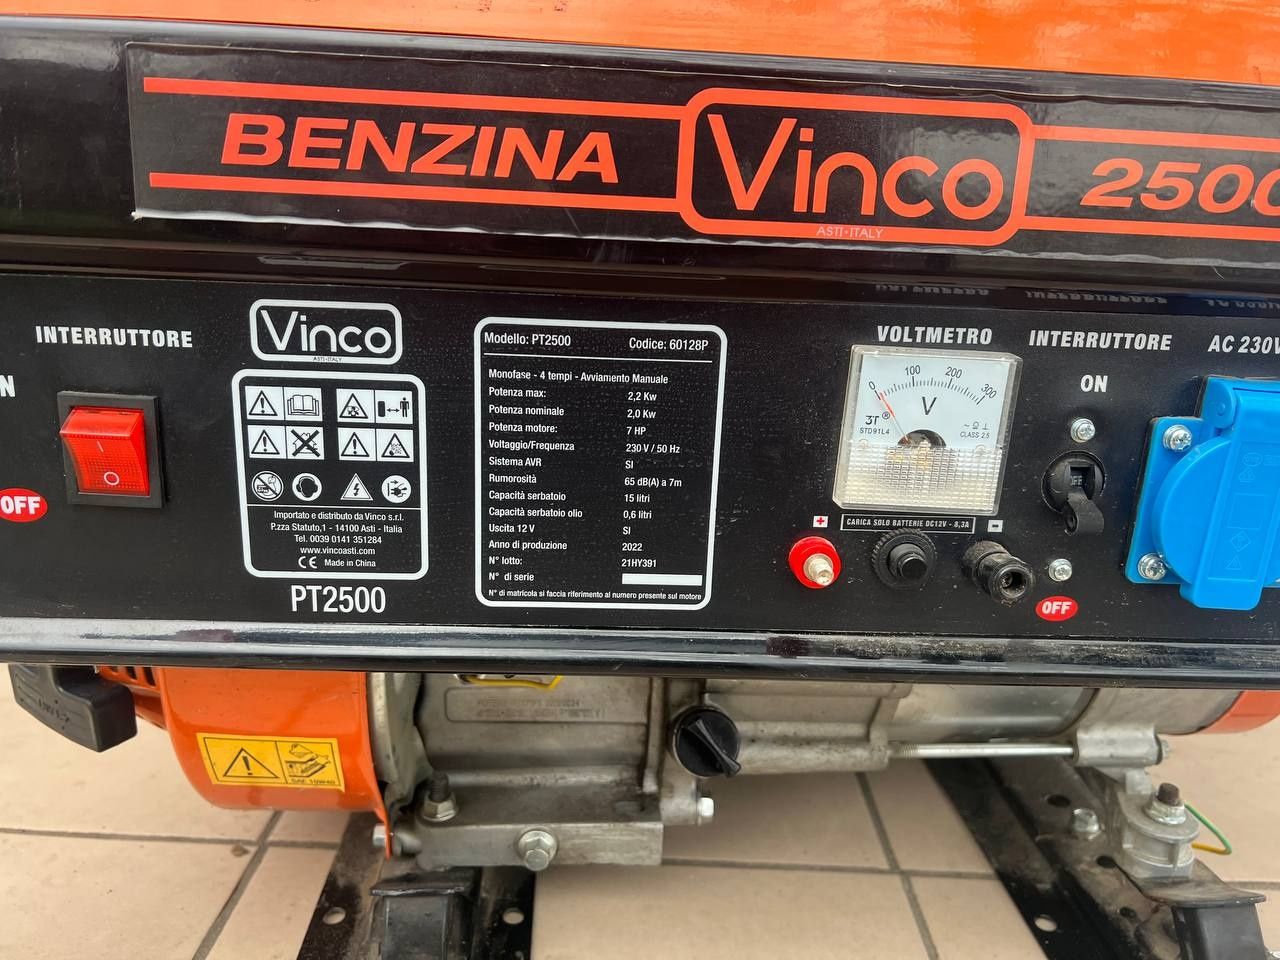 BENZINA
Vinco
ASTI-ITALY
2500
INTERRUTTORE
OFF
Vinco
ASTI-ITALY
Importato e distribuito da Vinco s.r.l.
P.zza Statuto,1 - 14100 Asti - Italia
Tel. 0039 0141 351284
www.vincoasti.com
CE Made in China
PT2500
Modello: PT2500 Codice: 60128P
Monofase - 4 tempi - Avviamento Manuale
Potenza max: 2,2 Kw
Potenza nominale 2,0 Kw
Potenza motore: 7 HP
Voltaggio/Frequenza 230 V / 50 Hz
Sistema AVR SI
Rumorosità 65 dB(A) a 7m
Capacità serbatoio 15 litri
Capacità serbatoio olio 0,6 litri
Uscita 12 V SI
Anno di produzione 2022
N° lotto: 21HY391
N° di serie
N° di matricola si faccia riferimento al numero presente sul motore
VOLTMETRO
0 100 200 300
V
3T®
STD91L4
CLASS 2.5
+ CARICA SOLO BATTERIE DC12V - 8,3A -
INTERRUTTORE
ON
OFF
AC 230V
SAE 10W40